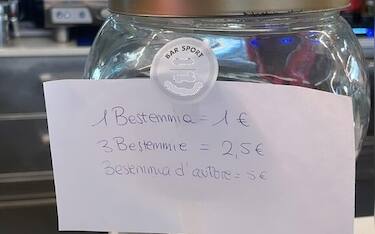 BAR SPORT
1 Bestemmia = 1 €
3 Bestemmie = 2,5 €
Bestemmia d'autore = 5 €